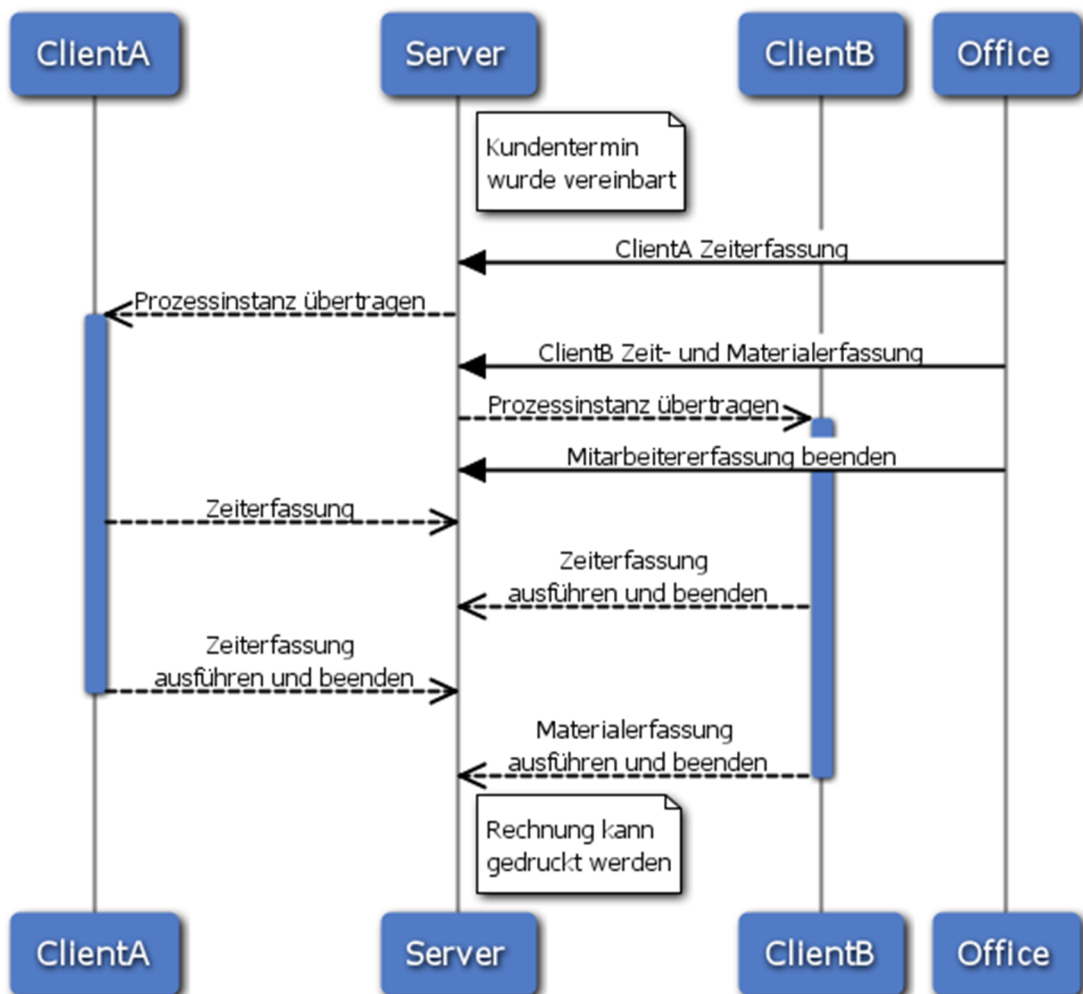 ClientA
Server
ClientB
Office
Kundentermin
wurde vereinbart
ClientA Zeiterfassung
Prozessinstanz übertragen
ClientB Zeit- und Materialerfassung
Prozessinstanz übertragen
Mitarbeitererfassung beenden
Zeiterfassung
Zeiterfassung
ausführen und beenden
Zeiterfassung
ausführen und beenden
Materialerfassung
ausführen und beenden
Rechnung kann
gedruckt werden
ClientA
Server
ClientB
Office